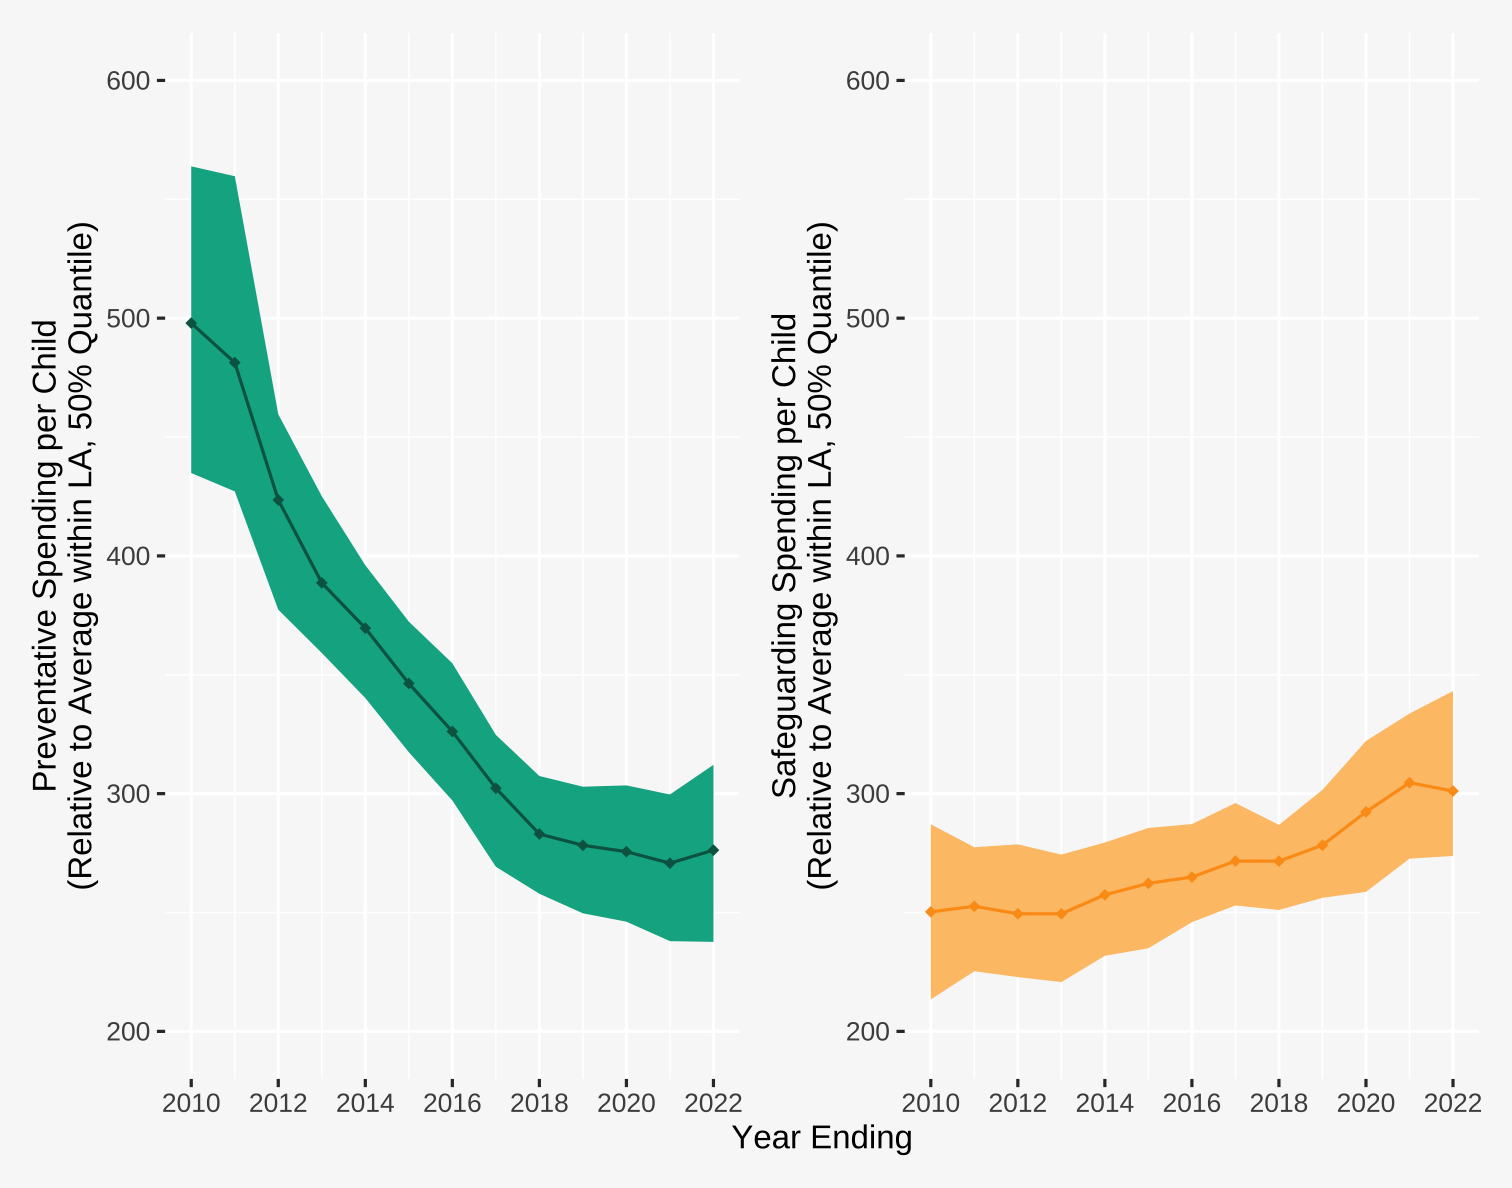 Preventative Spending per Child
(Relative to Average within LA, 50% Quantile)
600
500
400
300
200
2010 2012 2014 2016 2018 2020 2022
Safeguarding Spending per Child
(Relative to Average within LA, 50% Quantile)
600
500
400
300
200
2010 2012 2014 2016 2018 2020 2022
Year Ending